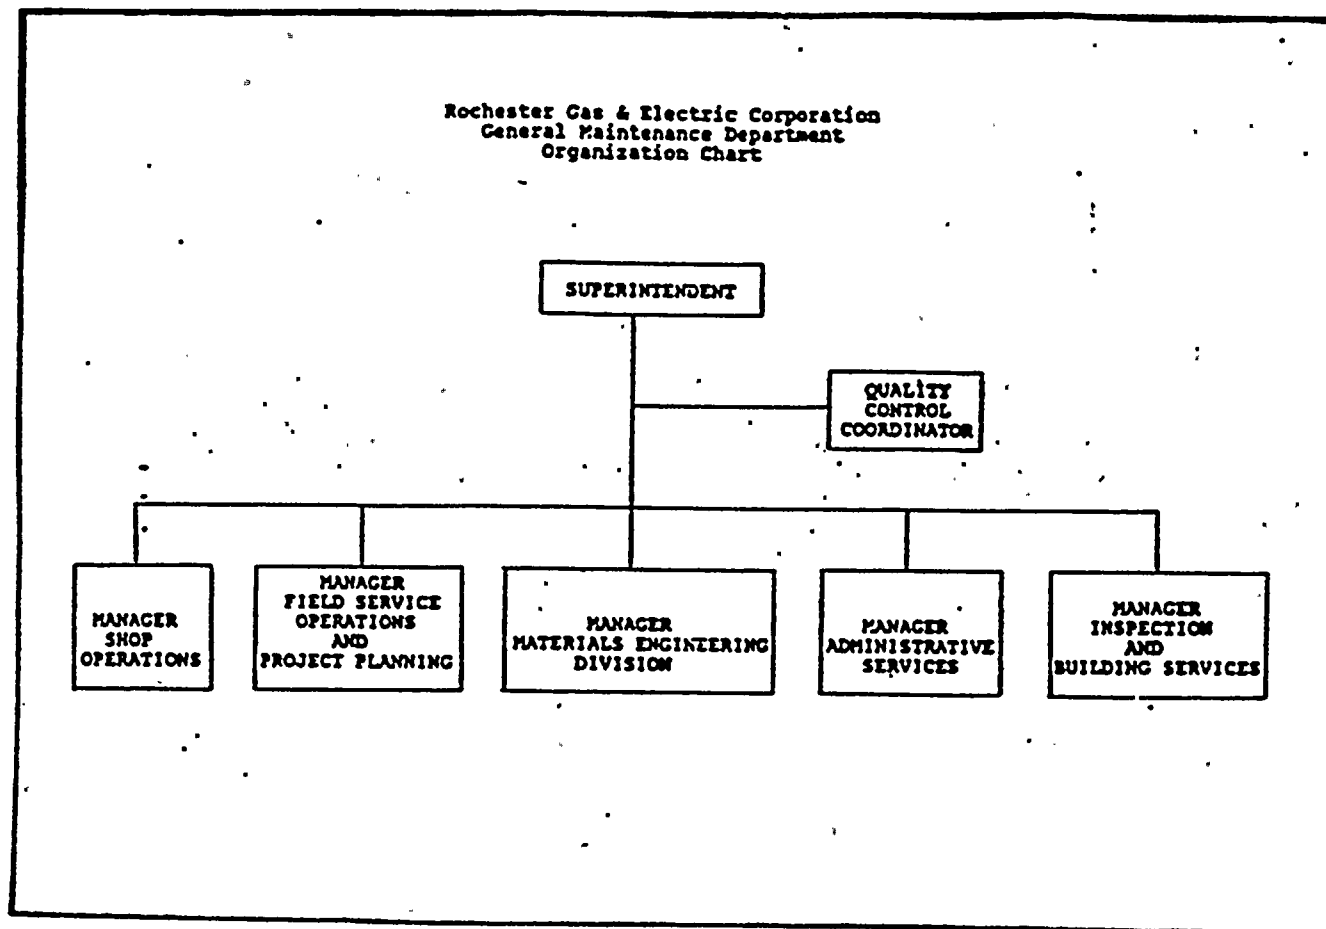 Rochester Gas & Electric Corporation
General Maintenance Department
Organization Chart
SUPERINTENDENT
QUALITY
CONTROL
COORDINATOR
MANAGER
SHOP
OPERATIONS
MANAGER
FIELD SERVICE
OPERATIONS
AND
PROJECT PLANNING
MANAGER
MATERIALS ENGINEERING
DIVISION
MANAGER
ADMINISTRATIVE
SERVICES
MANAGER
INSPECTION
AND
BUILDING SERVICES